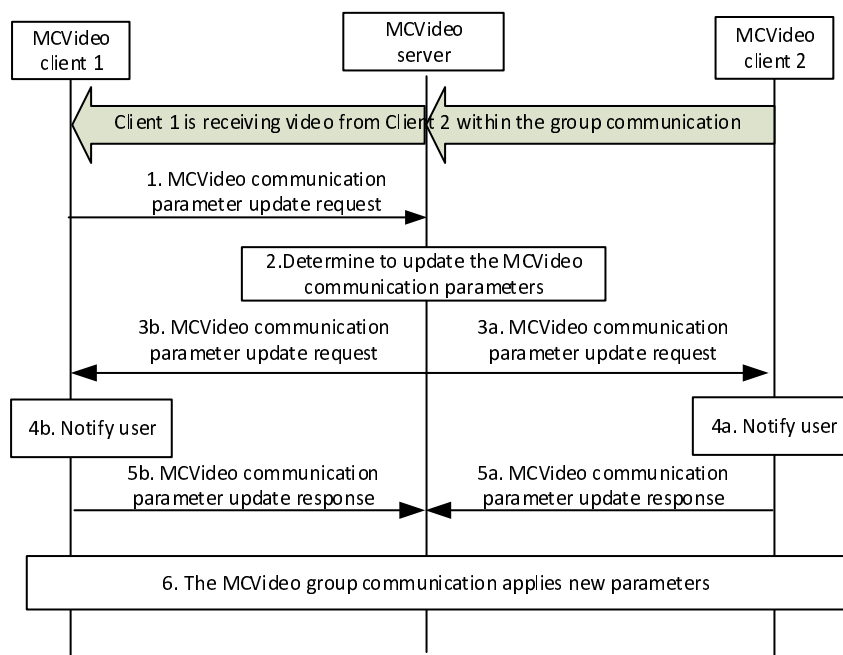 MCVideo
client 1
MCVideo
server
MCVideo
client 2
Client 1 is receiving video from Client 2 within the group communication
1. MCVideo communication
parameter update request
2.Determine to update the MCVideo
communication parameters
3b. MCVideo communication
parameter update request
3a. MCVideo communication
parameter update request
4b. Notify user
4a. Notify user
5b. MCVideo communication
parameter update response
5a. MCVideo communication
parameter update response
6. The MCVideo group communication applies new parameters